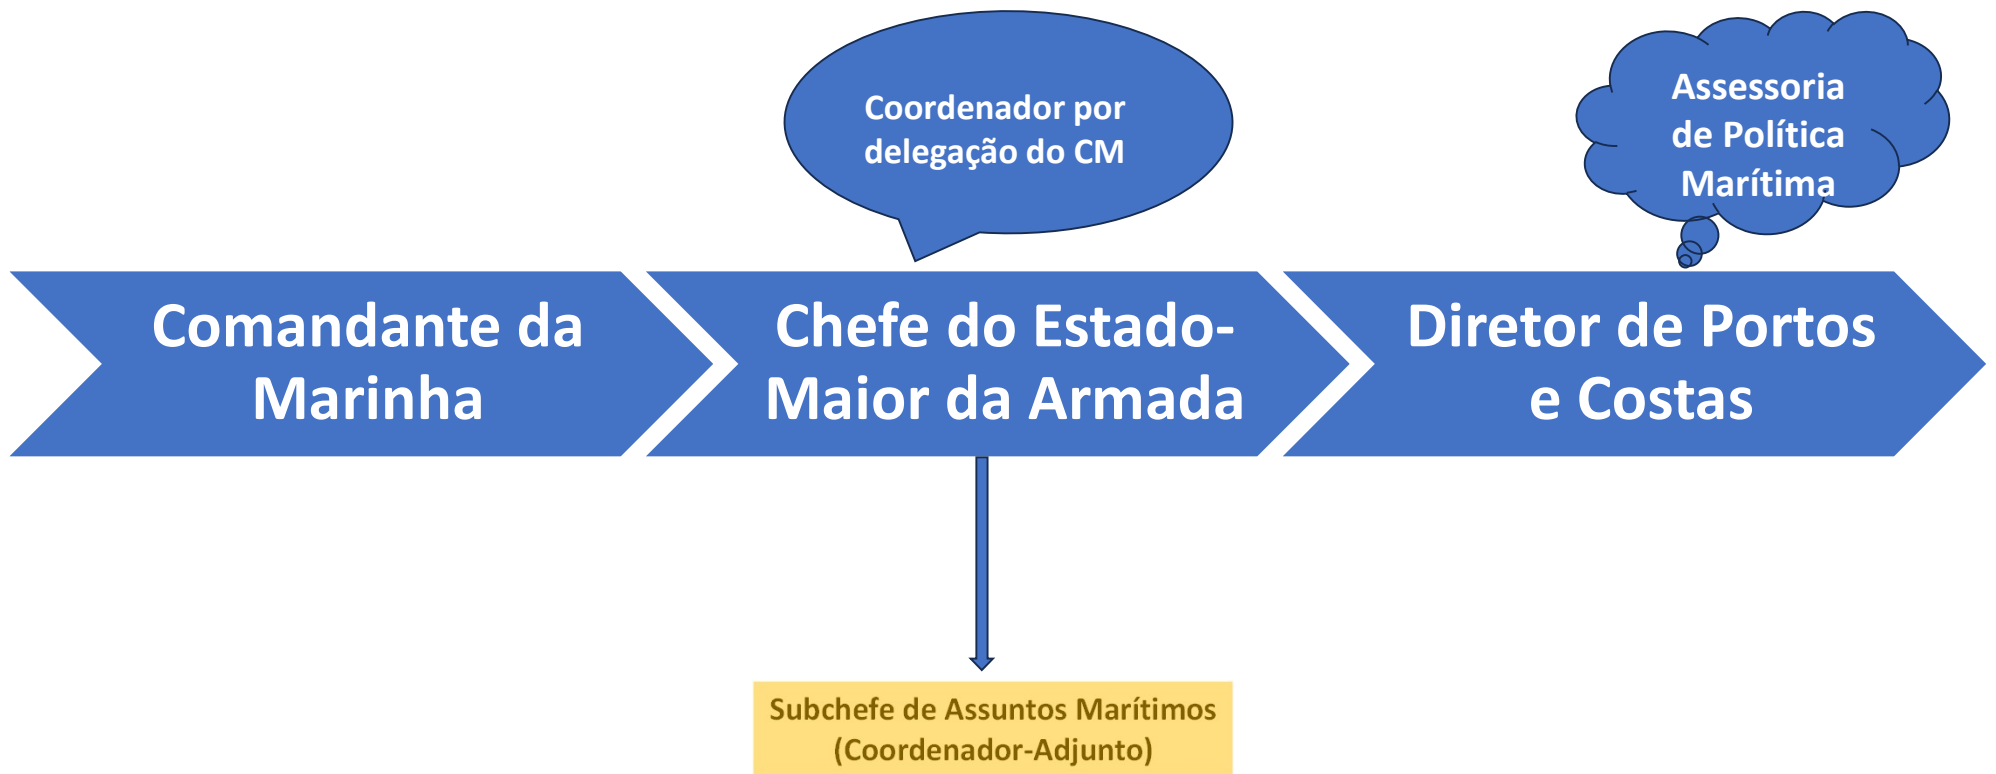 Coordenador por
delegação do CM
Assessoria
de Política
Marítima
Comandante da
Marinha
Chefe do Estado-
Maior da Armada
Diretor de Portos
e Costas
Subchefe de Assuntos Marítimos
(Coordenador-Adjunto)